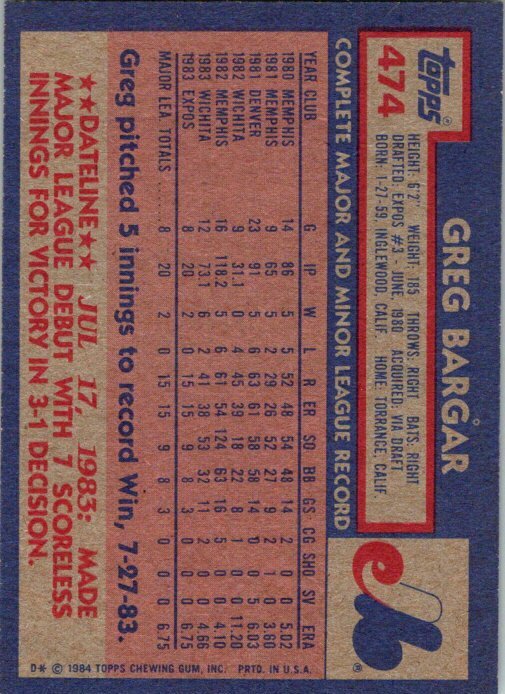 topps
474
GREG BARGAR
HEIGHT: 6'2" WEIGHT: 185 THROWS: RIGHT BATS: RIGHT
DRAFTED: EXPOS #3 JUNE, 1980 ACQUIRED: VIA DRAFT
BORN: 1-27-59, INGLEWOOD, CALIF. HOME: TORRANCE, CALIF.
COMPLETE MAJOR AND MINOR LEAGUE RECORD
YEAR CLUB G IP W L R ER SO BB GS CG SHO SV ERA
1980 MEMPHIS 14 86 5 5 52 48 54 48 14 2 0 0 5.02
1981 MEMPHIS 9 65 5 2 29 26 52 27 9 2 1 0 3.60
1981 DENVER 23 91 5 6 63 61 58 58 14 0 0 6.03
1982 WICHITA 9 31.1 0 4 45 39 18 22 8 1 0 0 11.20
1982 MEMPHIS 16 118.2 5 6 61 54 124 63 16 5 0 0 4.10
1983 WICHITA 12 73.1 6 2 41 38 53 32 11 2 0 0 4.66
1983 EXPOS 8 20 2 0 15 15 9 8 3 0 0 0 6.75
MAJOR LEA. TOTALS 8 20 2 0 15 15 9 8 3 0 0 0 6.75
Greg pitched 5 innings to record Win, 7-27-83.
★★DATELINE★★ JUL 17, 1983: MADE
MAJOR LEAGUE DEBUT WITH 7 SCORELESS
INNINGS FOR VICTORY IN 3-1 DECISION.
D* © 1984 TOPPS CHEWING GUM, INC. PRTD. IN U.S.A.